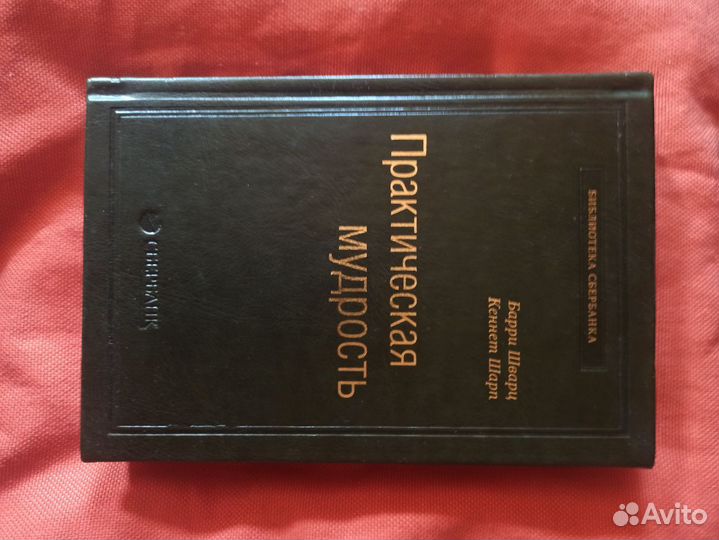 БИБЛИОТЕКА СБЕРБАНКА
Барри Шварц
Кеннет Шарп
Практическая
мудрость
СБЕРБАНК
Avito